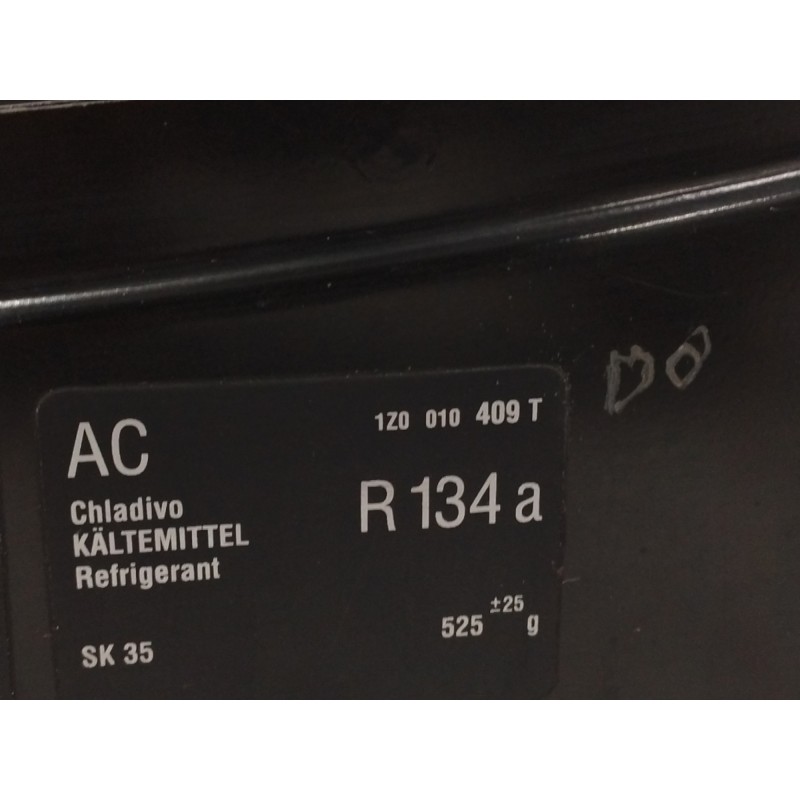 AC
1Z0 010 409 T
Chladivo
KÄLTEMITTEL
Refrigerant
R 134 a
525 ±25 g
SK 35